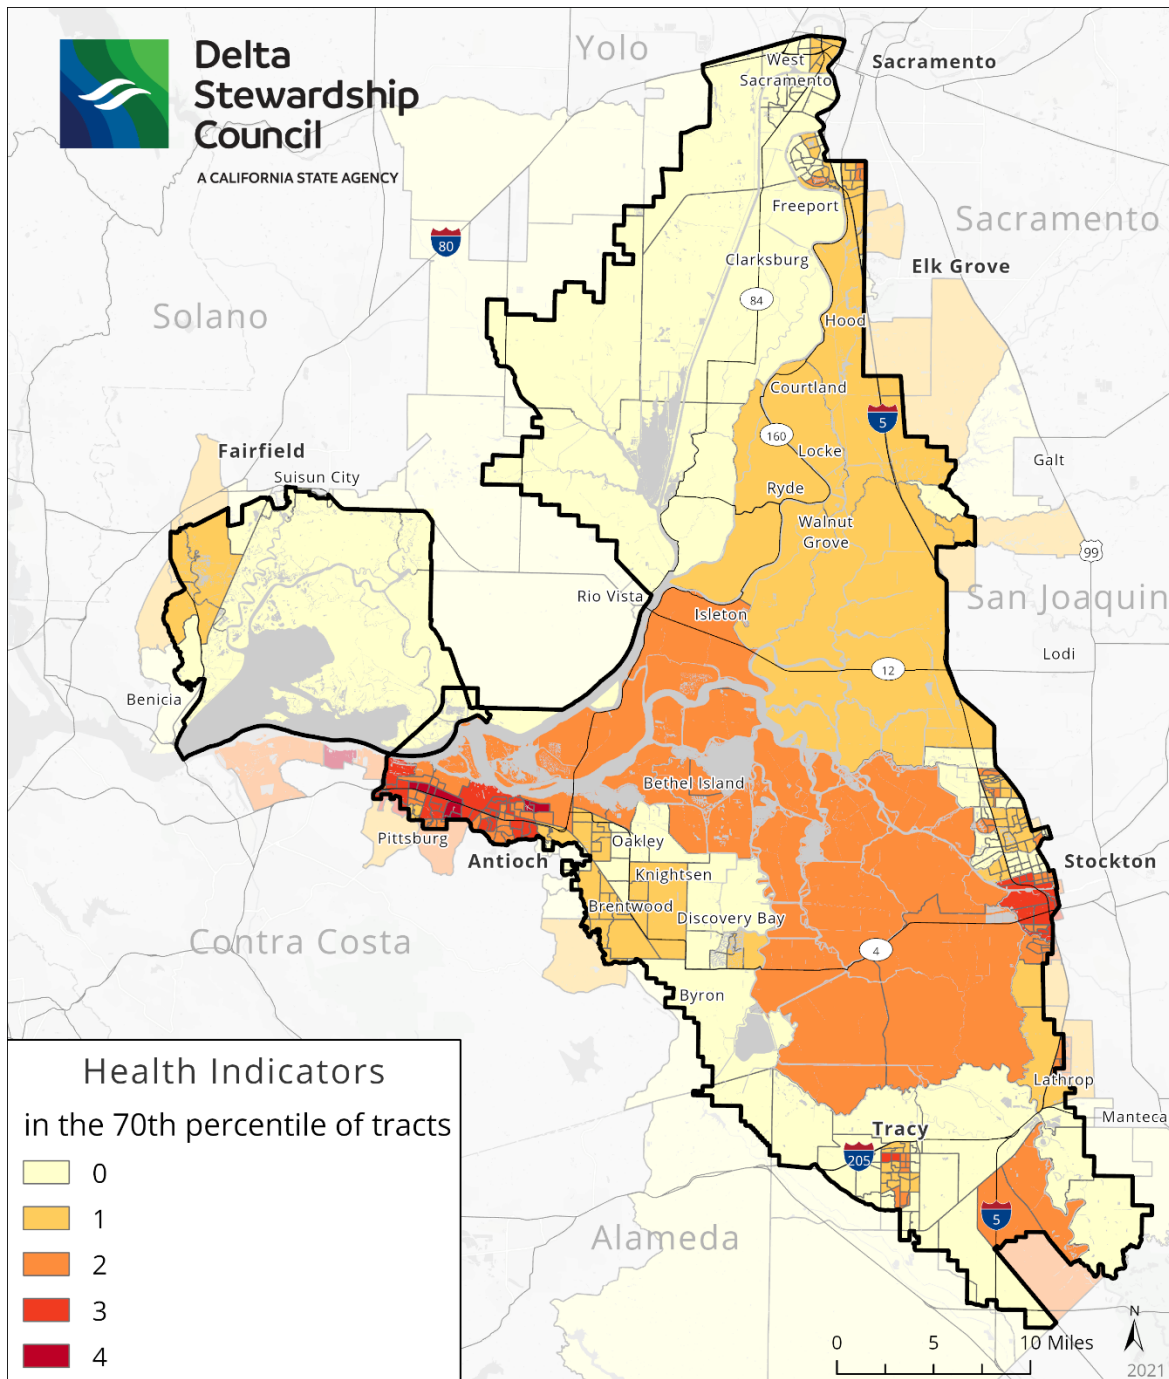 Delta
Stewardship
Council
A CALIFORNIA STATE AGENCY
Yolo
West
Sacramento
Sacramento
Freeport
Sacramento
80
Clarksburg
Elk Grove
84
Solano
Hood
Courtland
5
160
Fairfield
Locke
Galt
Suisun City
Ryde
Walnut
Grove
99
Rio Vista
San Joaquin
Isleton
Lodi
12
Benicia
Bethel Island
Pittsburg
Oakley
Antioch
Stockton
Knightsen
Brentwood
Discovery Bay
Contra Costa
4
Byron
Lathrop
Manteca
Tracy
205
5
Alameda
Health Indicators
in the 70th percentile of tracts
0
1
2
3
4
N
0 5 10 Miles
2021